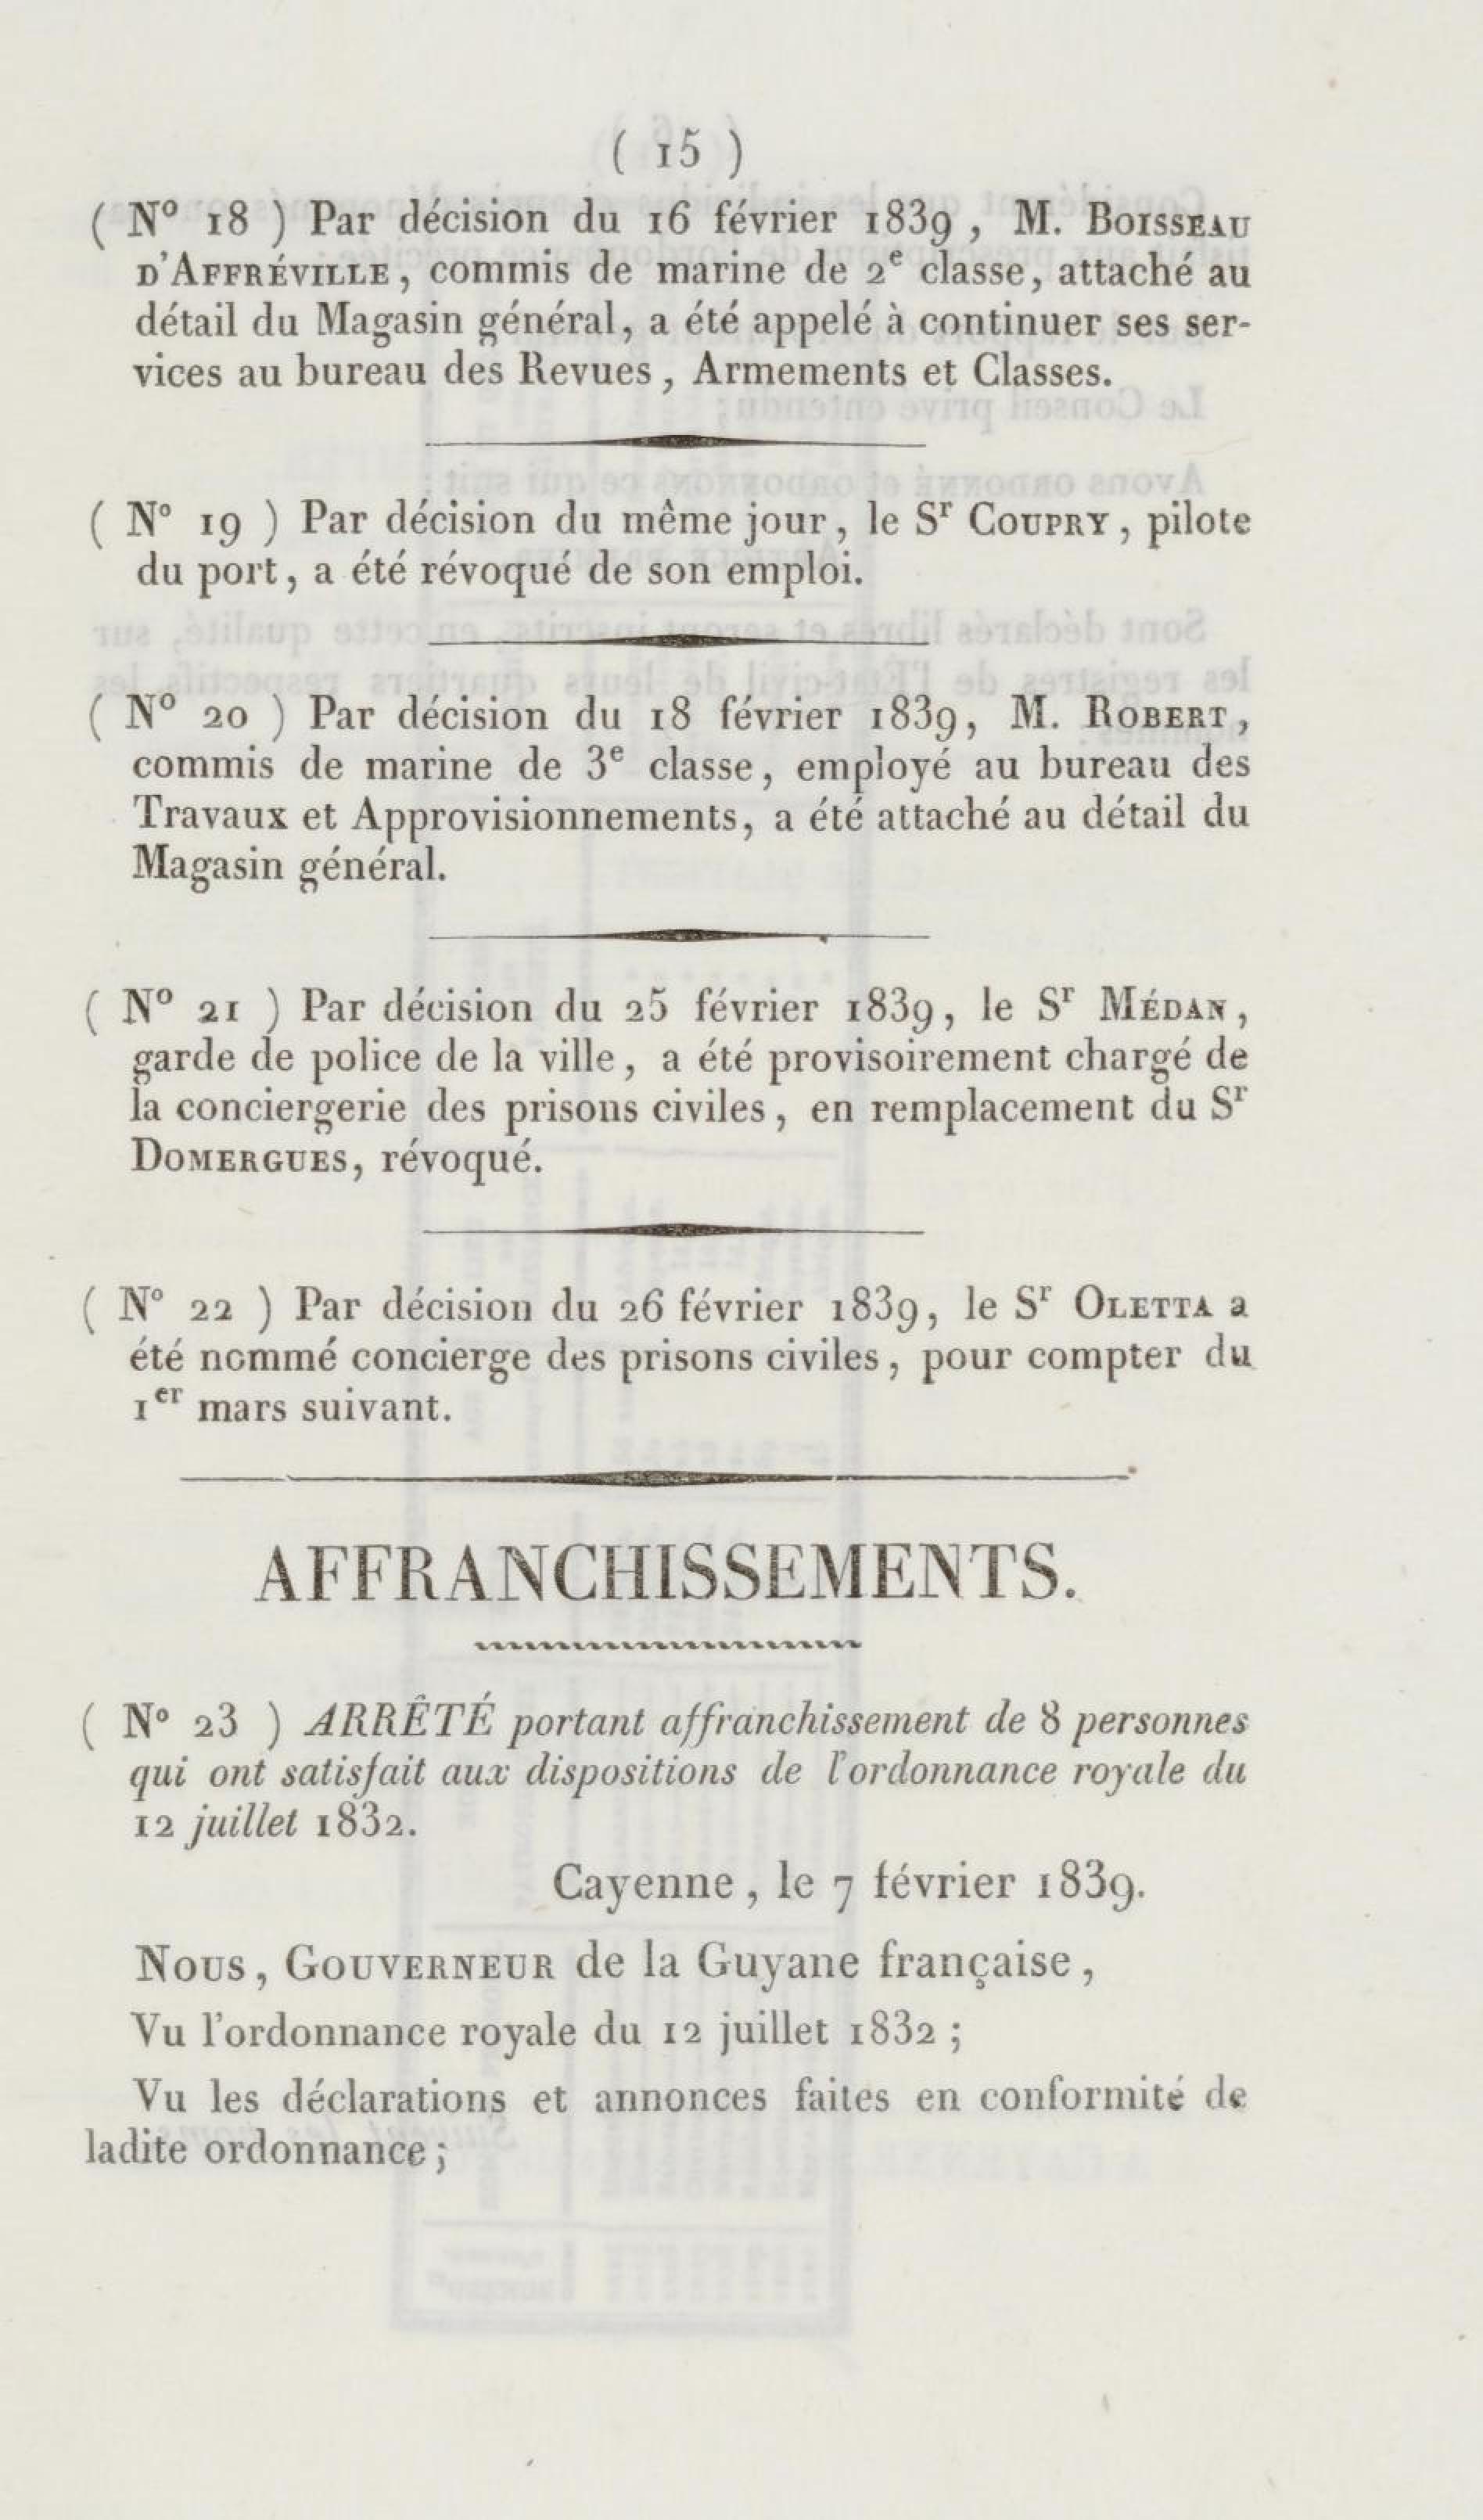 ( 15 )
( N° 18 ) Par décision du 16 février 1839, M. BOISSEAU
D'AFFRÉVILLE, commis de marine de 2e classe, attaché au
détail du Magasin général, a été appelé à continuer ses ser-
vices au bureau des Revues, Armements et Classes.
( N° 19 ) Par décision du même jour, le Sr COUPRY, pilote
du port, a été révoqué de son emploi.
( N° 20 ) Par décision du 18 février 1839, M. ROBERT,
commis de marine de 3e classe, employé au bureau des
Travaux et Approvisionnements, a été attaché au détail du
Magasin général.
( N° 21 ) Par décision du 25 février 1839, le Sr MÉDAN,
garde de police de la ville, a été provisoirement chargé de
la conciergerie des prisons civiles, en remplacement du Sr
DOMERGUES, révoqué.
( N° 22 ) Par décision du 26 février 1839, le Sr OLETTA a
été nommé concierge des prisons civiles, pour compter du
1er mars suivant.
AFFRANCHISSEMENTS.
( N° 23 ) ARRÊTÉ portant affranchissement de 8 personnes
qui ont satisfait aux dispositions de l'ordonnance royale du
12 juillet 1832.
Cayenne, le 7 février 1839.
NOUS, GOUVERNEUR de la Guyane française,
Vu l'ordonnance royale du 12 juillet 1832;
Vu les déclarations et annonces faites en conformité de
ladite ordonnance;